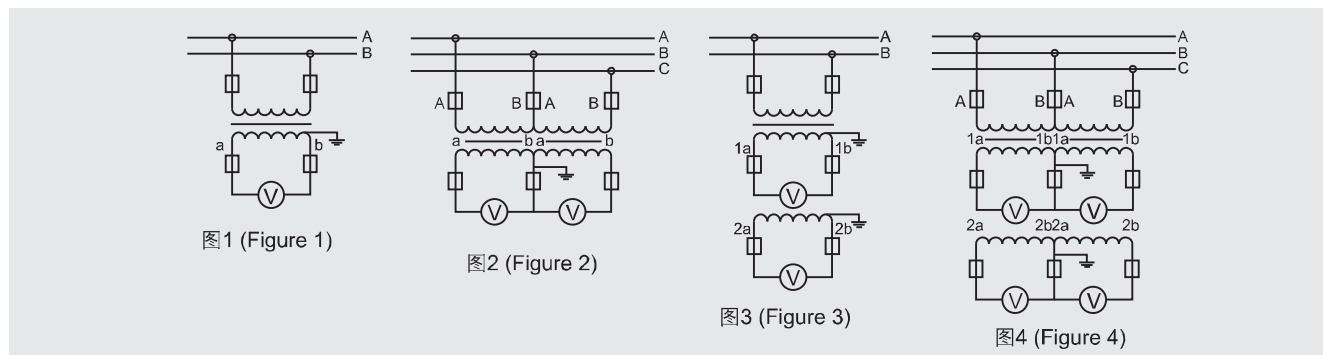 A
B
a b
V
图1 (Figure 1)
A
B
C
A B A B
a b a b
V V
图2 (Figure 2)
A
B
1a 1b
V
2a 2b
V
图3 (Figure 3)
A
B
C
A B A B
1a 1b 1a 1b
V V
2a 2b 2a 2b
V V
图4 (Figure 4)